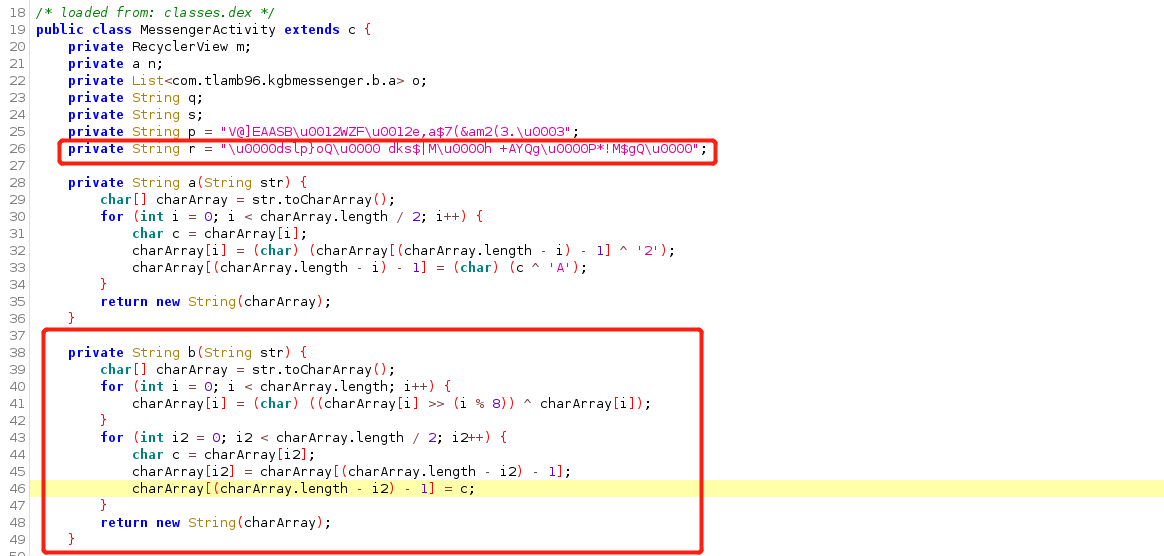 18 /* loaded from: classes.dex */
19 public class MessengerActivity extends c {
20     private RecyclerView m;
21     private a n;
22     private List<com.tlamb96.kgbmessenger.b.a> o;
23     private String q;
24     private String s;
25     private String p = "V@]EAASB\u0012WZF\u0012e,a$7(&am2(3.\u0003";
26     private String r = "\u0000dslp}oQ\u0000 dks$|M\u0000h +AYQg\u0000P*!M$gQ\u0000";
27
28     private String a(String str) {
29         char[] charArray = str.toCharArray();
30         for (int i = 0; i < charArray.length / 2; i++) {
31             char c = charArray[i];
32             charArray[i] = (char) (charArray[(charArray.length - i) - 1] ^ '2');
33             charArray[(charArray.length - i) - 1] = (char) (c ^ 'A');
34         }
35         return new String(charArray);
36     }
37
38     private String b(String str) {
39         char[] charArray = str.toCharArray();
40         for (int i = 0; i < charArray.length; i++) {
41             charArray[i] = (char) ((charArray[i] >> (i % 8)) ^ charArray[i]);
42         }
43         for (int i2 = 0; i2 < charArray.length / 2; i2++) {
44             char c = charArray[i2];
45             charArray[i2] = charArray[(charArray.length - i2) - 1];
46             charArray[(charArray.length - i2) - 1] = c;
47         }
48         return new String(charArray);
49     }